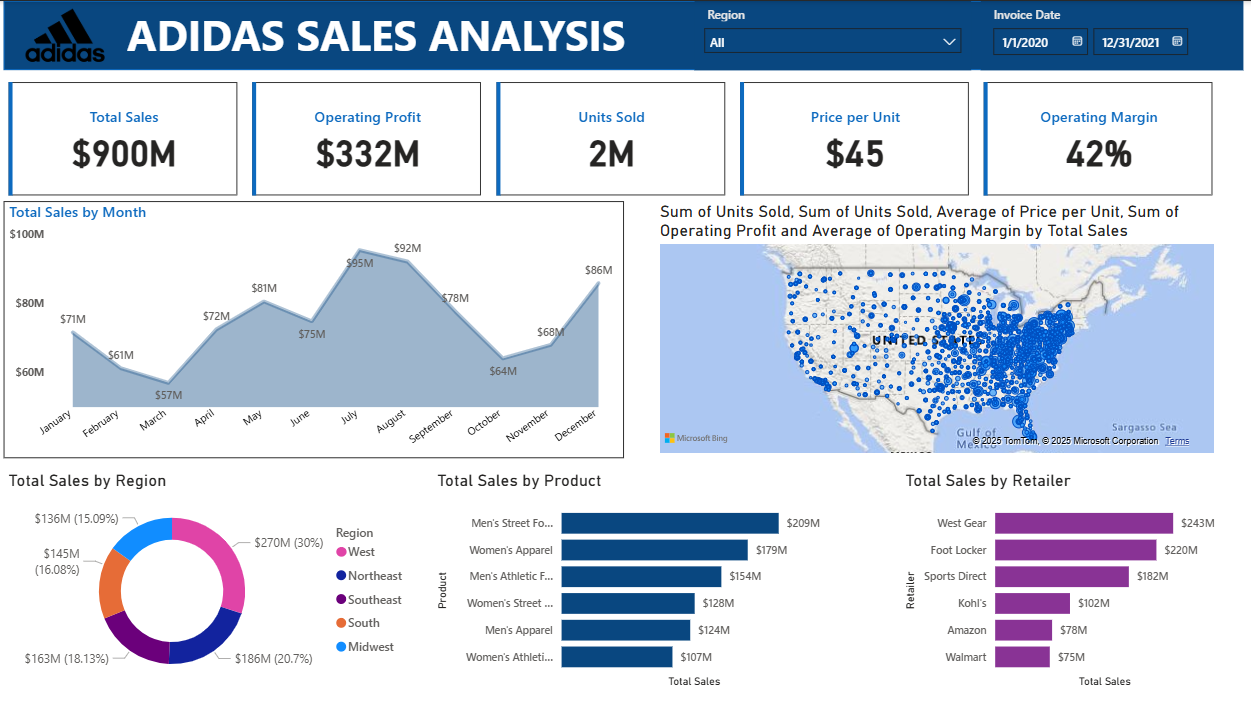 adidas
ADIDAS SALES ANALYSIS
Region
All
Invoice Date
1/1/2020
12/31/2021
Total Sales
$900M
Operating Profit
$332M
Units Sold
2M
Price per Unit
$45
Operating Margin
42%
Total Sales by Month
$100M
$80M
$60M
$71M
$61M
$57M
$72M
$81M
$75M
$95M
$92M
$78M
$64M
$68M
$86M
January
February
March
April
May
June
July
August
September
October
November
December
Sum of Units Sold, Sum of Units Sold, Average of Price per Unit, Sum of
Operating Profit and Average of Operating Margin by Total Sales
UNITED STATE
Gulf of
Mexico
Sargasso Sea
Microsoft Bing
© 2025 TomTom, © 2025 Microsoft Corporation Terms
Total Sales by Region
$136M (15.09%)
$145M
(16.08%)
$163M (18.13%)
$270M (30%)
$186M (20.7%)
Region
West
Northeast
Southeast
South
Midwest
Total Sales by Product
Product
Men's Street Fo... $209M
Women's Apparel $179M
Men's Athletic F... $154M
Women's Street ... $128M
Men's Apparel $124M
Women's Athleti... $107M
Total Sales
Total Sales by Retailer
Retailer
West Gear $243M
Foot Locker $220M
Sports Direct $182M
Kohl's $102M
Amazon $78M
Walmart $75M
Total Sales